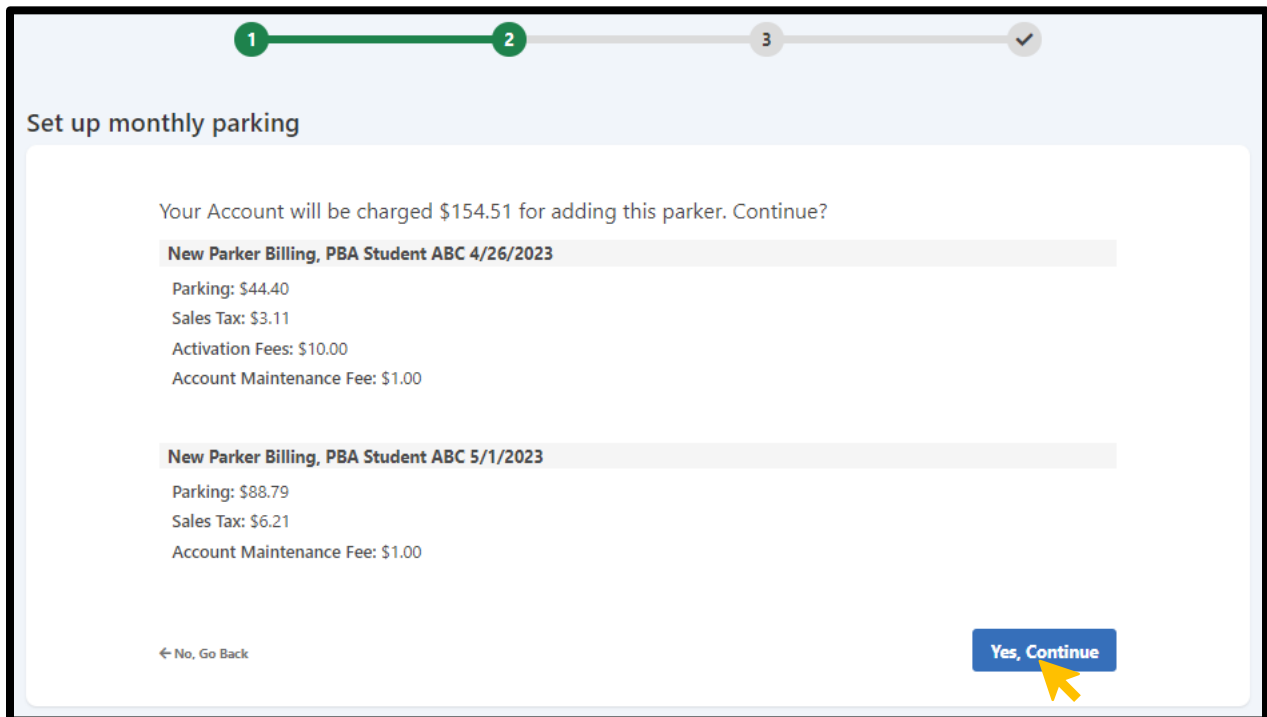 1 2 3
Set up monthly parking
Your Account will be charged $154.51 for adding this parker. Continue?
New Parker Billing, PBA Student ABC 4/26/2023
Parking: $44.40
Sales Tax: $3.11
Activation Fees: $10.00
Account Maintenance Fee: $1.00
New Parker Billing, PBA Student ABC 5/1/2023
Parking: $88.79
Sales Tax: $6.21
Account Maintenance Fee: $1.00
No, Go Back
Yes, Continue